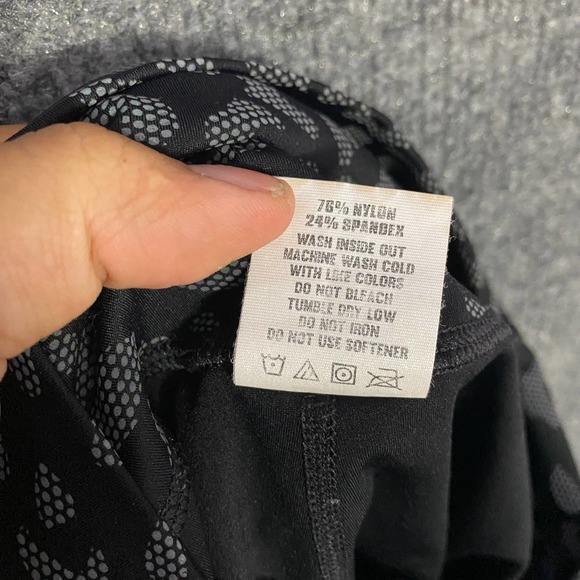 76% NYLON
24% SPANDEX
WASH INSIDE OUT
MACHINE WASH COLD
WITH LIKE COLORS
DO NOT BLEACH
TUMBLE DRY LOW
DO NOT IRON
DO NOT USE SOFTENER